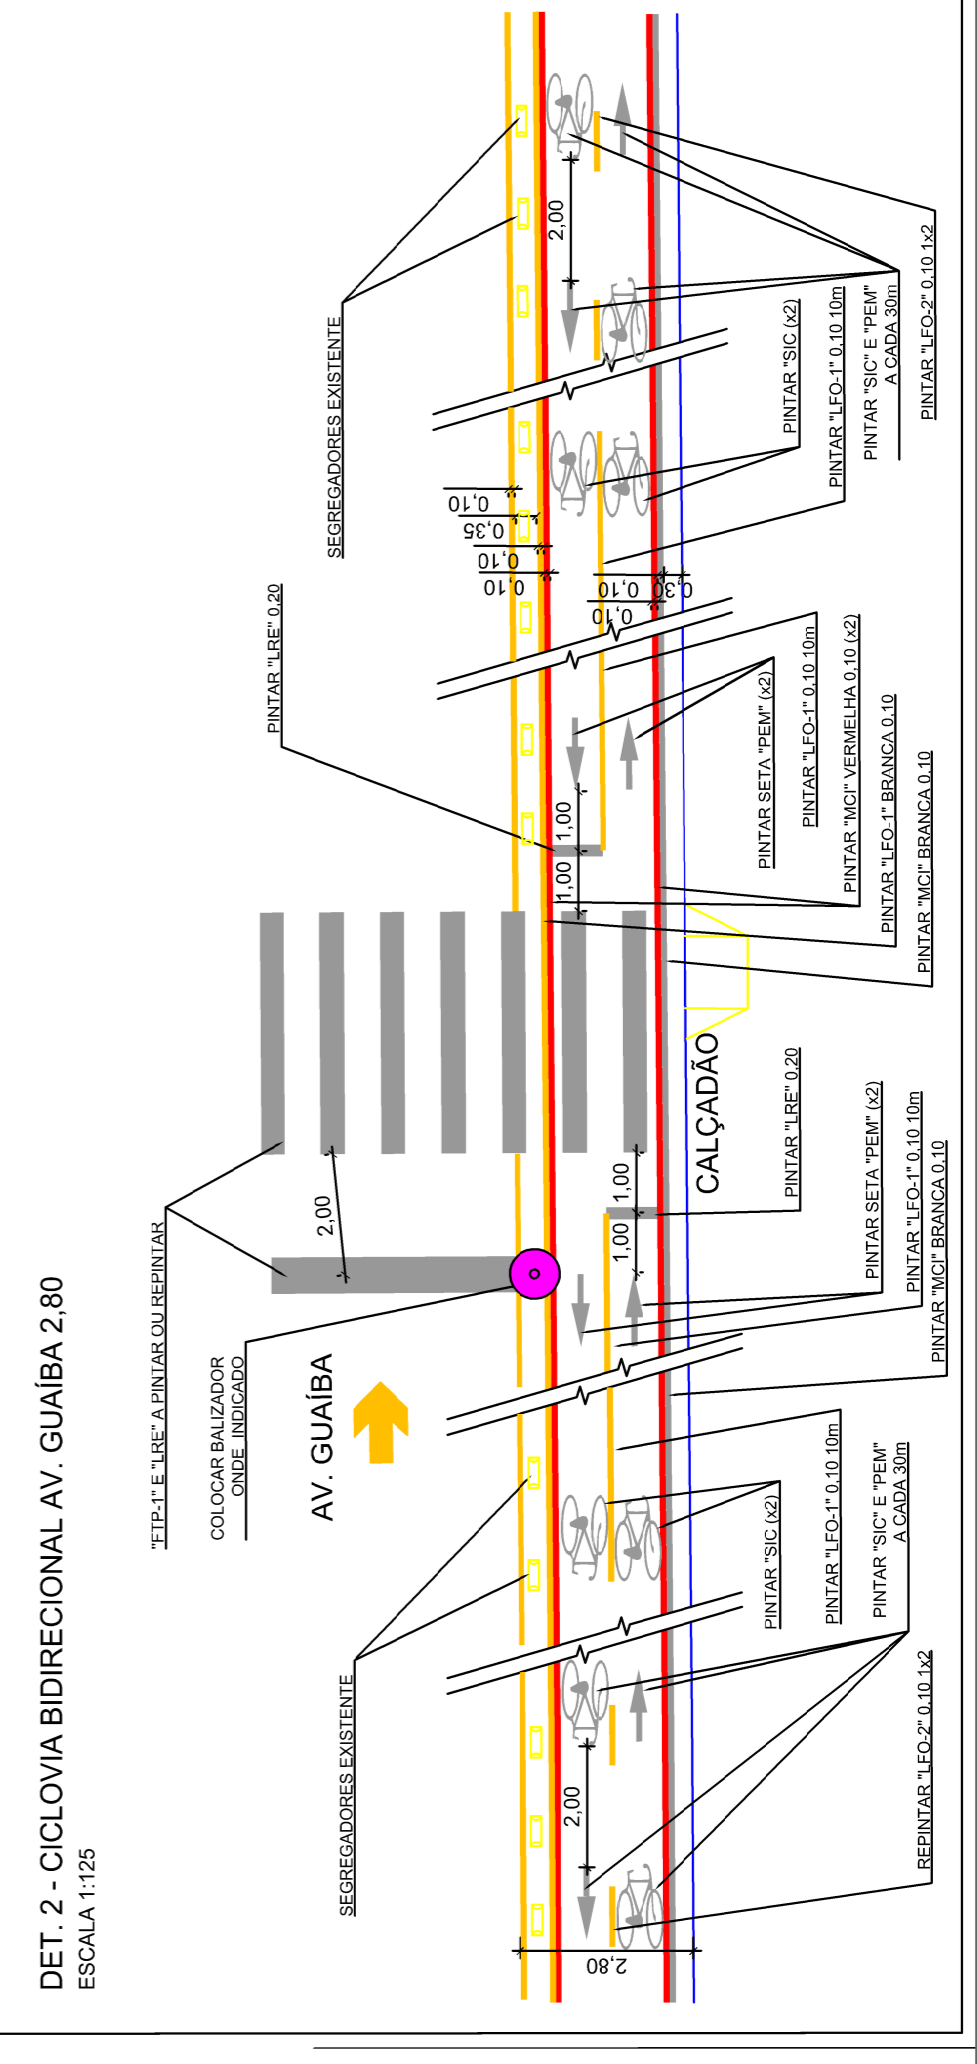 DET. 2 - CICLOVIA BIDIRECIONAL AV. GUAÍBA 2,80
ESCALA 1:125
"FTP-1" E "LRE" A PINTAR OU REPINTAR
COLOCAR BALIZADOR
ONDE INDICADO
AV. GUAÍBA
SEGREGADORES EXISTENTE
PINTAR "LRE" 0,20
SEGREGADORES EXISTENTE
2,00
0,10
0,35
0,10
0,10
2,00
2,80
2,00
1,00
1,00
1,00
1,00
0,10
0,10
0,30
CALÇADÃO
REPINTAR "LFO-2" 0,10 1x2
PINTAR "SIC" E "PEM"
A CADA 30m
PINTAR "LFO-1" 0,10 10m
PINTAR "SIC" (x2)
PINTAR "MCI" BRANCA 0,10
PINTAR "LFO-1" 0,10 10m
PINTAR SETA "PEM" (x2)
PINTAR "LRE" 0,20
PINTAR "MCI" BRANCA 0,10
PINTAR "LFO-1" BRANCA 0,10
PINTAR "MCI" VERMELHA 0,10 (x2)
PINTAR "LFO-1" 0,10 10m
PINTAR SETA "PEM" (x2)
PINTAR "SIC" (x2)
PINTAR "LFO-1" 0,10 10m
PINTAR "SIC" E "PEM"
A CADA 30m
PINTAR "LFO-2" 0,10 1x2